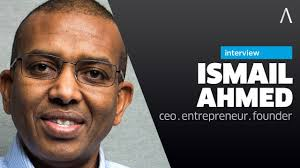 interview
ISMAIL
AHMED
ceo.entrepreneur.founder